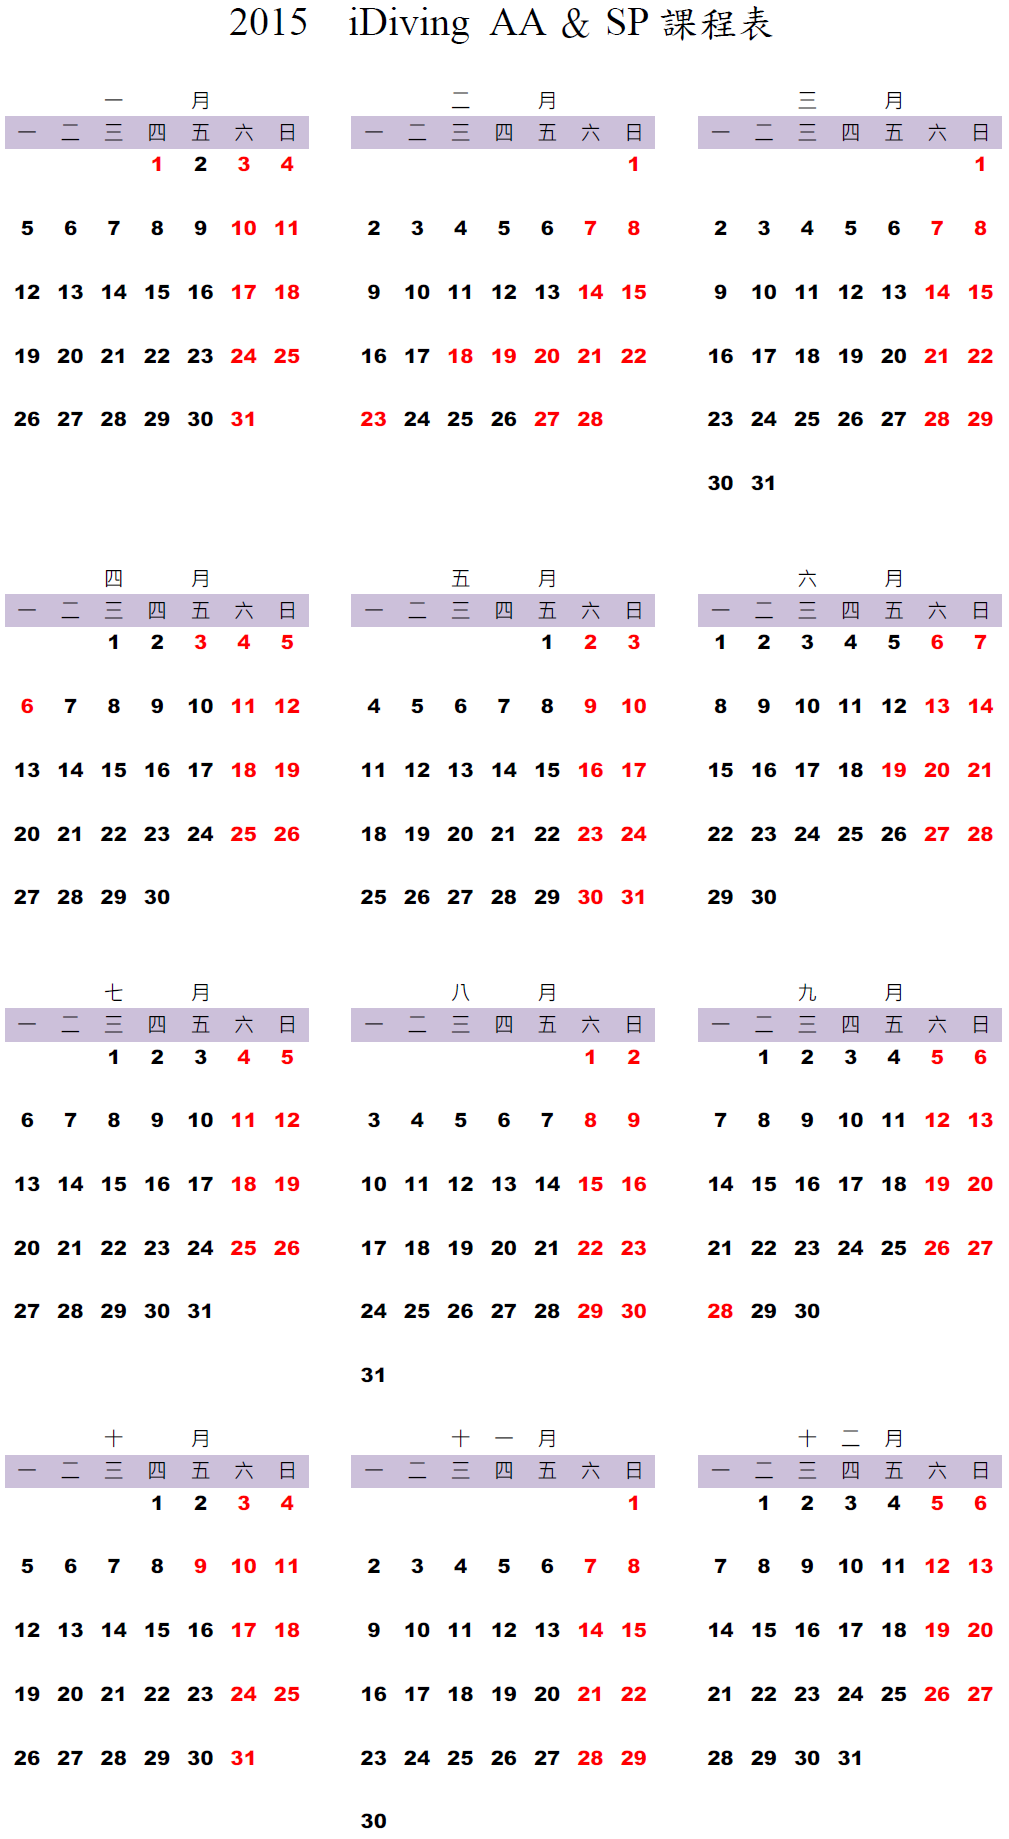 2015 iDiving AA & SP 課程表
一 月 二 月 三 月
一 二 三 四 五 六 日 一 二 三 四 五 六 日 一 二 三 四 五 六 日
1 2 3 4 1 1
5 6 7 8 9 10 11 2 3 4 5 6 7 8 2 3 4 5 6 7 8
12 13 14 15 16 17 18 9 10 11 12 13 14 15 9 10 11 12 13 14 15
19 20 21 22 23 24 25 16 17 18 19 20 21 22 16 17 18 19 20 21 22
26 27 28 29 30 31 23 24 25 26 27 28 23 24 25 26 27 28 29
30 31
四 月 五 月 六 月
一 二 三 四 五 六 日 一 二 三 四 五 六 日 一 二 三 四 五 六 日
1 2 3 4 5 1 2 3 1 2 3 4 5 6 7
6 7 8 9 10 11 12 4 5 6 7 8 9 10 8 9 10 11 12 13 14
13 14 15 16 17 18 19 11 12 13 14 15 16 17 15 16 17 18 19 20 21
20 21 22 23 24 25 26 18 19 20 21 22 23 24 22 23 24 25 26 27 28
27 28 29 30 25 26 27 28 29 30 31 29 30
七 月 八 月 九 月
一 二 三 四 五 六 日 一 二 三 四 五 六 日 一 二 三 四 五 六 日
1 2 3 4 5 1 2 1 2 3 4 5 6
6 7 8 9 10 11 12 3 4 5 6 7 8 9 7 8 9 10 11 12 13
13 14 15 16 17 18 19 10 11 12 13 14 15 16 14 15 16 17 18 19 20
20 21 22 23 24 25 26 17 18 19 20 21 22 23 21 22 23 24 25 26 27
27 28 29 30 31 24 25 26 27 28 29 30 28 29 30
31
十 月 十 一 月 十 二 月
一 二 三 四 五 六 日 一 二 三 四 五 六 日 一 二 三 四 五 六 日
1 2 3 4 1 1 2 3 4 5 6
5 6 7 8 9 10 11 2 3 4 5 6 7 8 7 8 9 10 11 12 13
12 13 14 15 16 17 18 9 10 11 12 13 14 15 14 15 16 17 18 19 20
19 20 21 22 23 24 25 16 17 18 19 20 21 22 21 22 23 24 25 26 27
26 27 28 29 30 31 23 24 25 26 27 28 29 28 29 30 31
30